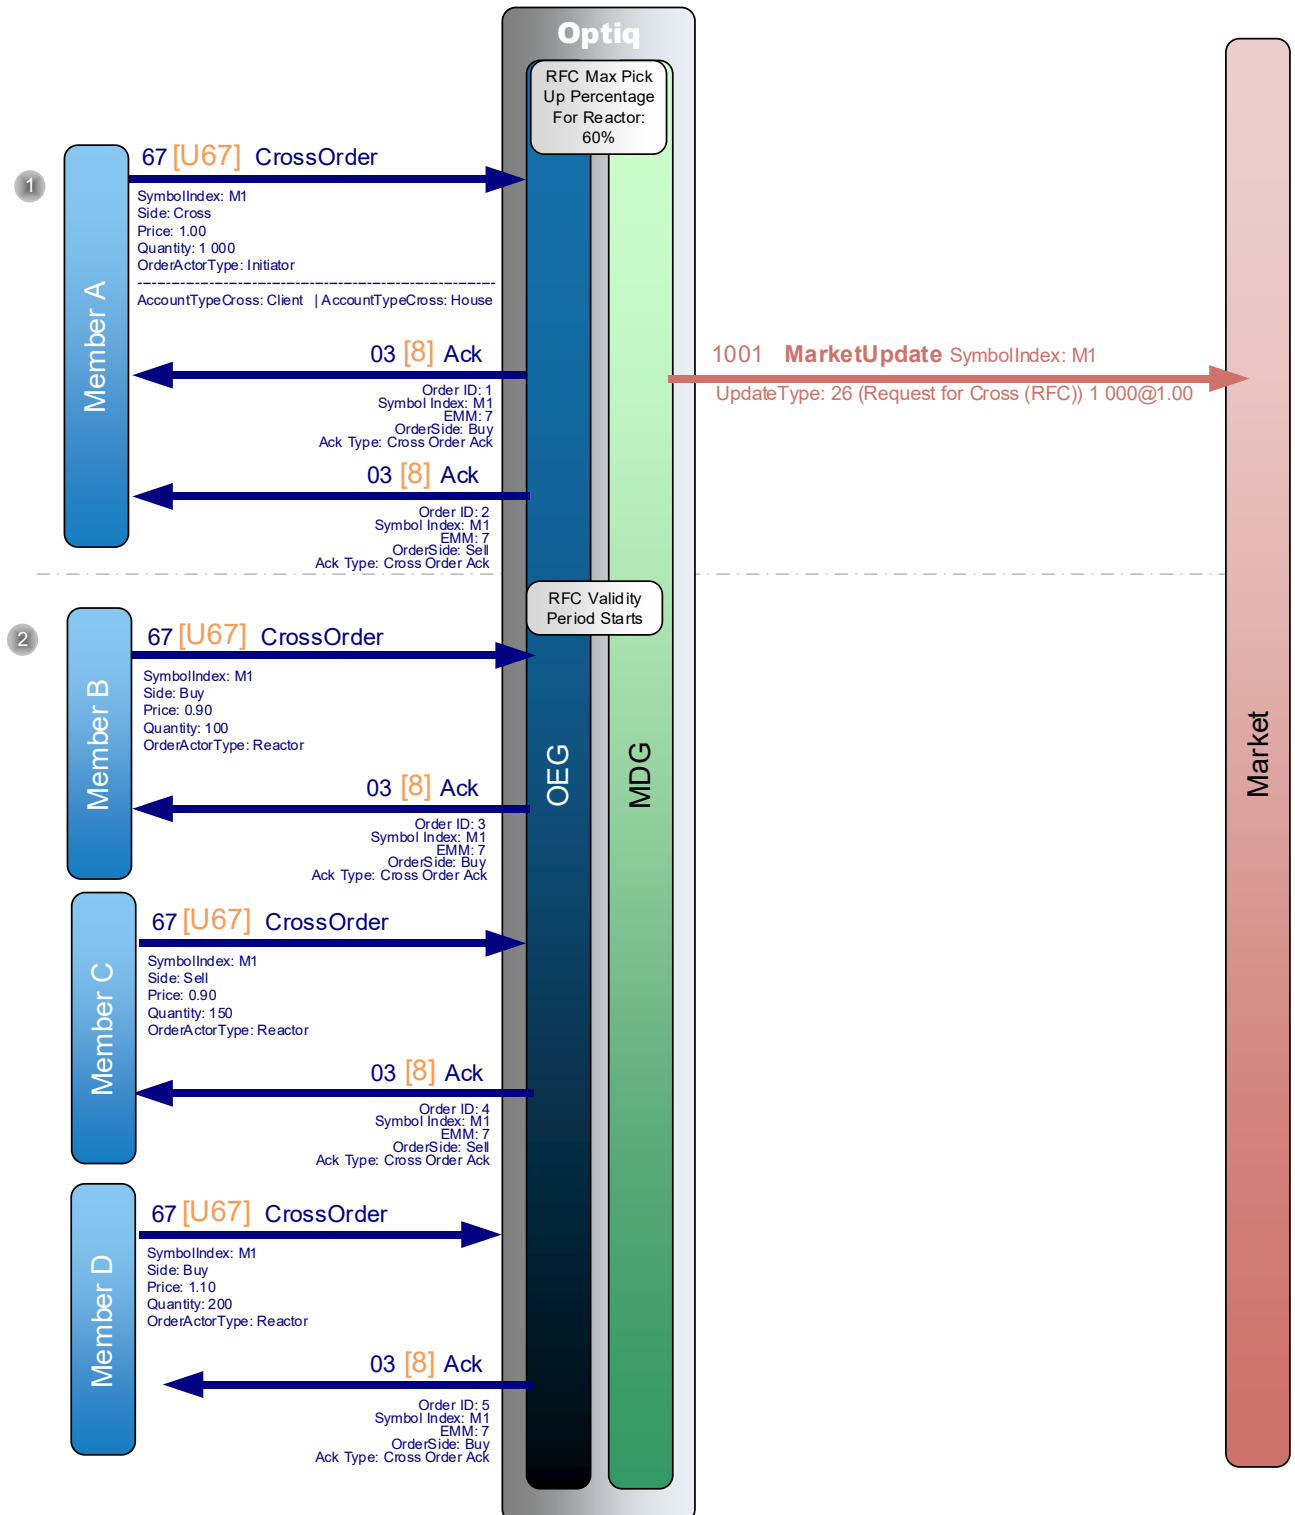 Optiq
RFC Max Pick
Up Percentage
For Reactor:
60%
1
Member A
67 [U67] CrossOrder
SymbolIndex: M1
Side: Cross
Price: 1.00
Quantity: 1 000
OrderActorType: Initiator
AccountTypeCross: Client | AccountTypeCross: House
03 [8] Ack
Order ID: 1
Symbol Index: M1
EMM: 7
OrderSide: Buy
Ack Type: Cross Order Ack
1001 MarketUpdate SymbolIndex: M1
UpdateType: 26 (Request for Cross (RFC)) 1 000@1.00
03 [8] Ack
Order ID: 2
Symbol Index: M1
EMM: 7
OrderSide: Sell
Ack Type: Cross Order Ack
RFC Validity
Period Starts
2
Member B
67 [U67] CrossOrder
SymbolIndex: M1
Side: Buy
Price: 0.90
Quantity: 100
OrderActorType: Reactor
03 [8] Ack
Order ID: 3
Symbol Index: M1
EMM: 7
OrderSide: Buy
Ack Type: Cross Order Ack
OEG
MDG
Market
Member C
67 [U67] CrossOrder
SymbolIndex: M1
Side: Sell
Price: 0.90
Quantity: 150
OrderActorType: Reactor
03 [8] Ack
Order ID: 4
Symbol Index: M1
EMM: 7
OrderSide: Sell
Ack Type: Cross Order Ack
Member D
67 [U67] CrossOrder
SymbolIndex: M1
Side: Buy
Price: 1.10
Quantity: 200
OrderActorType: Reactor
03 [8] Ack
Order ID: 5
Symbol Index: M1
EMM: 7
OrderSide: Buy
Ack Type: Cross Order Ack